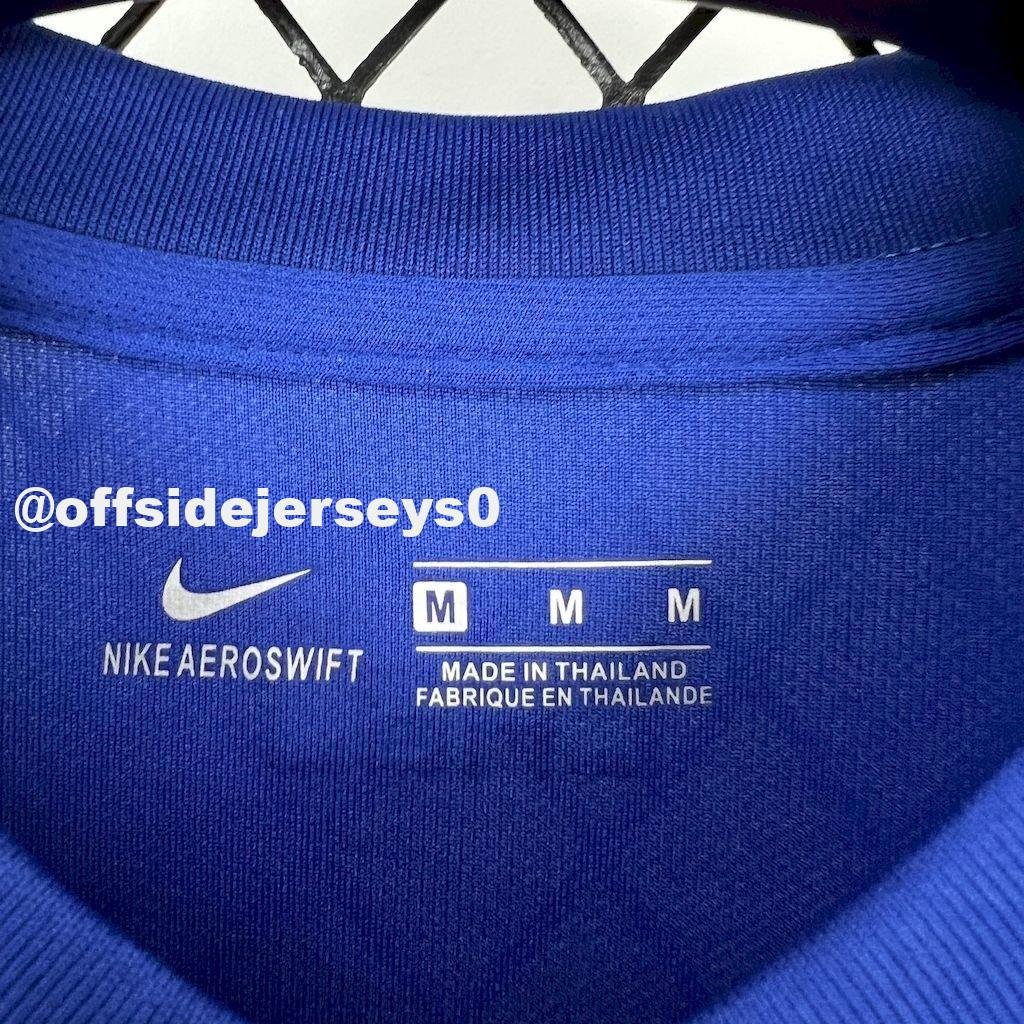 @offsidejerseys0
NIKE AEROSWIFT
M M M
MADE IN THAILAND
FABRIQUE EN THAILANDE